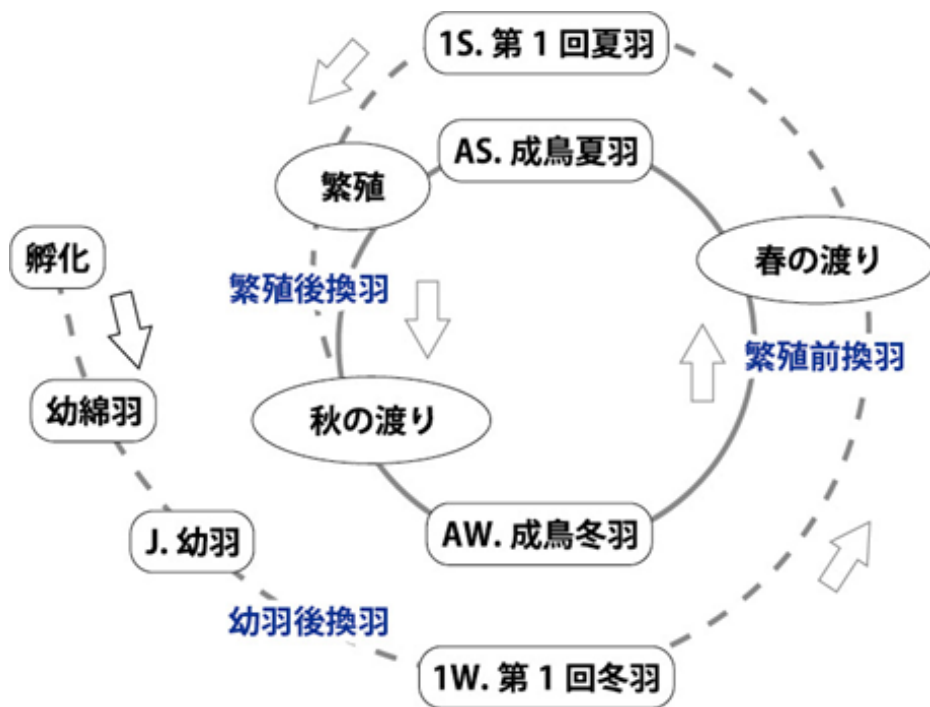 1S. 第1回夏羽
AS. 成鳥夏羽
繁殖
孵化
春の渡り
繁殖後換羽
繁殖前換羽
幼綿羽
秋の渡り
J. 幼羽
AW. 成鳥冬羽
幼羽後換羽
1W. 第1回冬羽